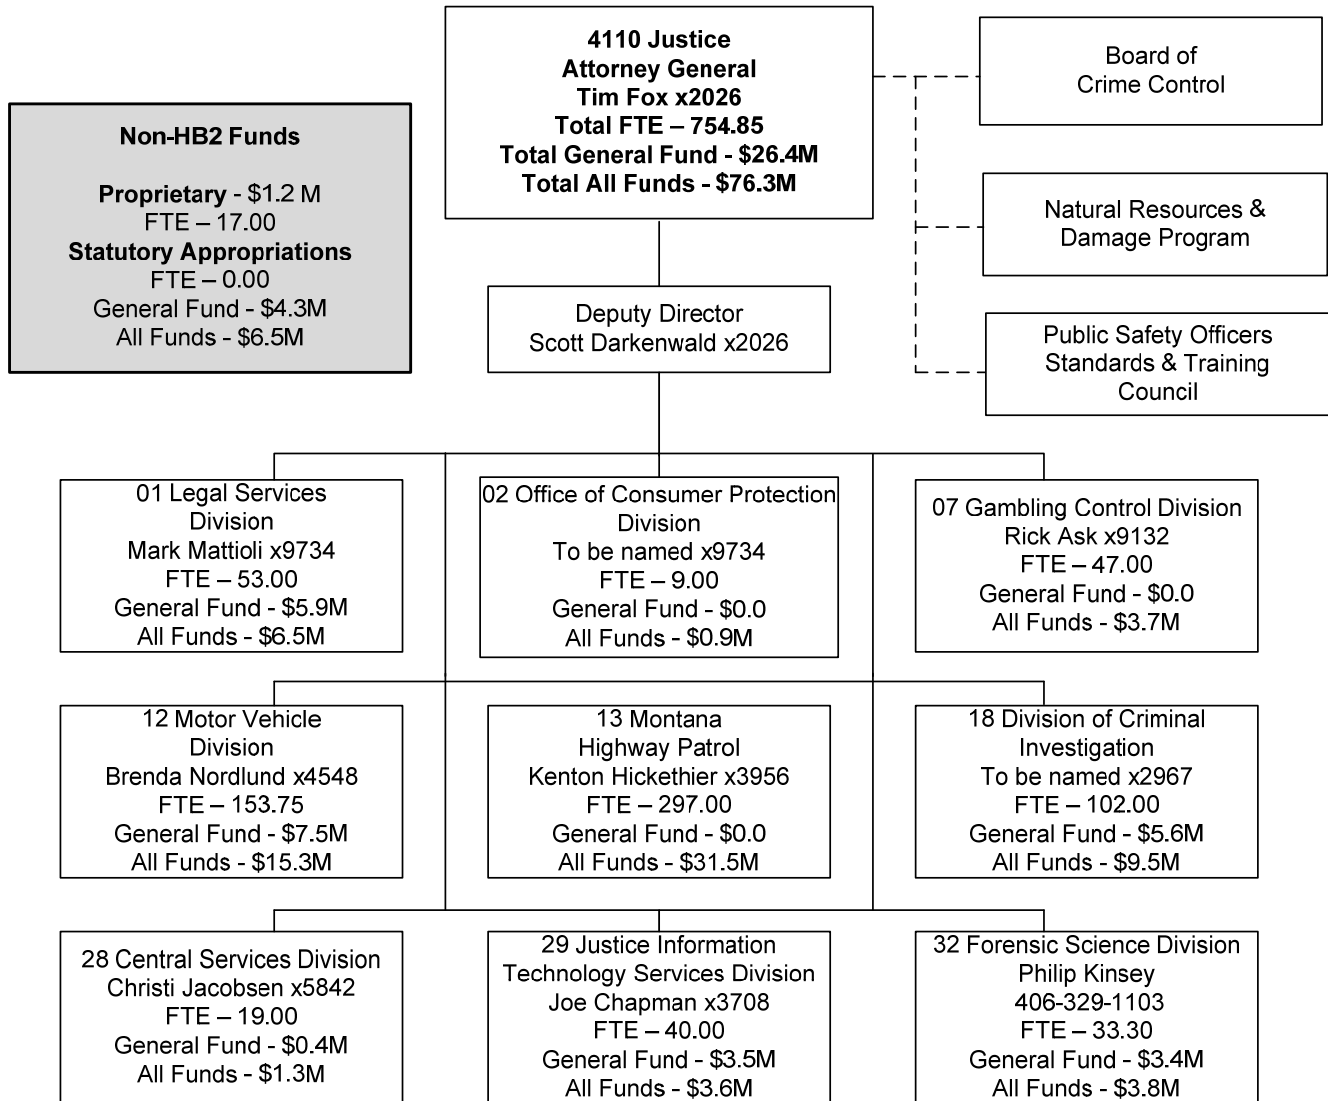 4110 Justice
Attorney General
Tim Fox x2026
Total FTE – 754.85
Total General Fund - $26.4M
Total All Funds - $76.3M
Board of
Crime Control
Non-HB2 Funds
Proprietary - $1.2 M
FTE – 17.00
Statutory Appropriations
FTE – 0.00
General Fund - $4.3M
All Funds - $6.5M
Natural Resources &
Damage Program
Deputy Director
Scott Darkenwald x2026
Public Safety Officers
Standards & Training
Council
01 Legal Services
Division
Mark Mattioli x9734
FTE – 53.00
General Fund - $5.9M
All Funds - $6.5M
02 Office of Consumer Protection
Division
To be named x9734
FTE – 9.00
General Fund - $0.0
All Funds - $0.9M
07 Gambling Control Division
Rick Ask x9132
FTE – 47.00
General Fund - $0.0
All Funds - $3.7M
12 Motor Vehicle
Division
Brenda Nordlund x4548
FTE – 153.75
General Fund - $7.5M
All Funds - $15.3M
13 Montana
Highway Patrol
Kenton Hickethier x3956
FTE – 297.00
General Fund - $0.0
All Funds - $31.5M
18 Division of Criminal
Investigation
To be named x2967
FTE – 102.00
General Fund - $5.6M
All Funds - $9.5M
28 Central Services Division
Christi Jacobsen x5842
FTE – 19.00
General Fund - $0.4M
All Funds - $1.3M
29 Justice Information
Technology Services Division
Joe Chapman x3708
FTE – 40.00
General Fund - $3.5M
All Funds - $3.6M
32 Forensic Science Division
Philip Kinsey
406-329-1103
FTE – 33.30
General Fund - $3.4M
All Funds - $3.8M